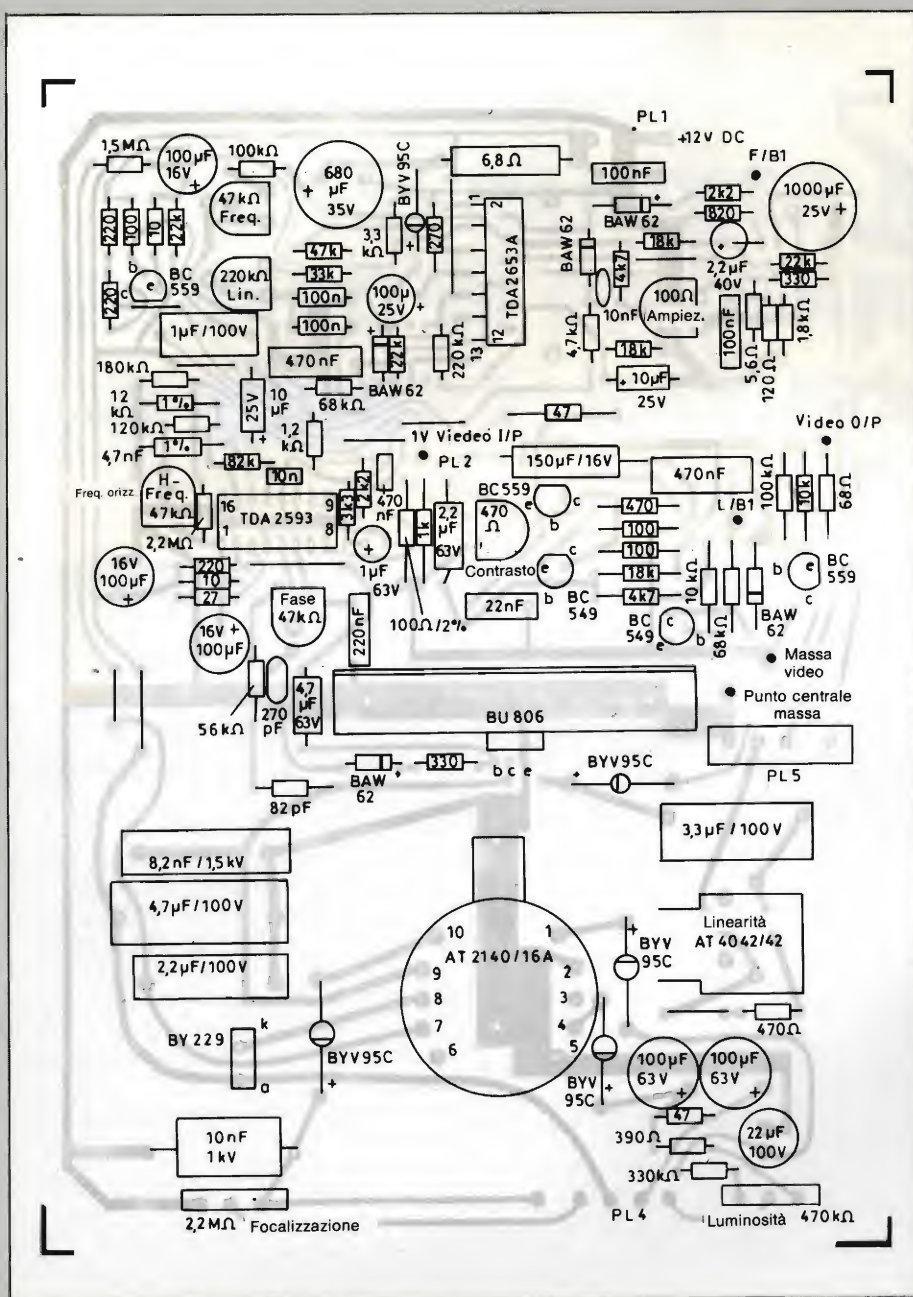 PL1
+12V DC
F/B1
1,5MΩ
100µF
16V
+
100kΩ
47kΩ
Freq.
+ 680
µF
35V
BYV95C
+
3,3
kΩ
270
6,8Ω
1
2
TDA2653A
12
13
100nF
+
BAW62
BAW62
2k2
820
1000µF
25V +
18k
4k7
+
2,2µF
40V
22k
330
220
100
10
22k
b
c
e
BC
559
220
220kΩ
Lin.
47k
33k
100n
100n
100µ
25V+
+
22k
BAW62
220kΩ
10nF
4,7kΩ
100Ω
Ampiez.
100nF
5,6Ω
120Ω
1,8kΩ
18k
+10µF
25V
1µF/100V
470nF
68kΩ
180kΩ
12
kΩ
1%
120kΩ
4,7nF
1%
25V
+
10
µF
1,2
kΩ
82k
10n
47
1V Viedeo I/P
PL2
150µF/16V
470nF
Video O/P
100kΩ
10k
68Ω
L/B1
Freq. orizz.
H-
Freq.
47kΩ
2,2MΩ
16
9
TDA 2593
1
8
3k3
2k2
470
nF
+
1µF
63V
1k
2,2
µF
63V
100Ω/2%
BC559
e
c
b
470
Ω
Contrasto
c
e
b
BC
549
22nF
470
100
100
18k
4k7
10kΩ
68kΩ
BAW
62
b
e
c
BC
559
BC
549
c
e
b
16V
100µF
+
220
10
27
16V +
100µF
Fase
47kΩ
220nF
56kΩ
270
pF
4,7
µF
63V
Massa
video
Punto centrale
massa
BU 806
PL5
BAW
62
+
330
b c e
+
BYV95C
82pF
8,2nF/1,5kV
4,7µF/100V
2,2µF/100V
3,3µF/100V
Linearità
AT 4042/42
AT 2140/16A
10
9
8
7
6
1
2
3
4
5
+
BYV
95C
470Ω
BY229
k
a
BYV95C
+
BYV
95C
+
100µF
63V
+
100µF
63V
+
47
390Ω
330kΩ
22µF
100V
10nF
1kV
2,2MΩ
Focalizzazione
PL4
Luminosità
470kΩ